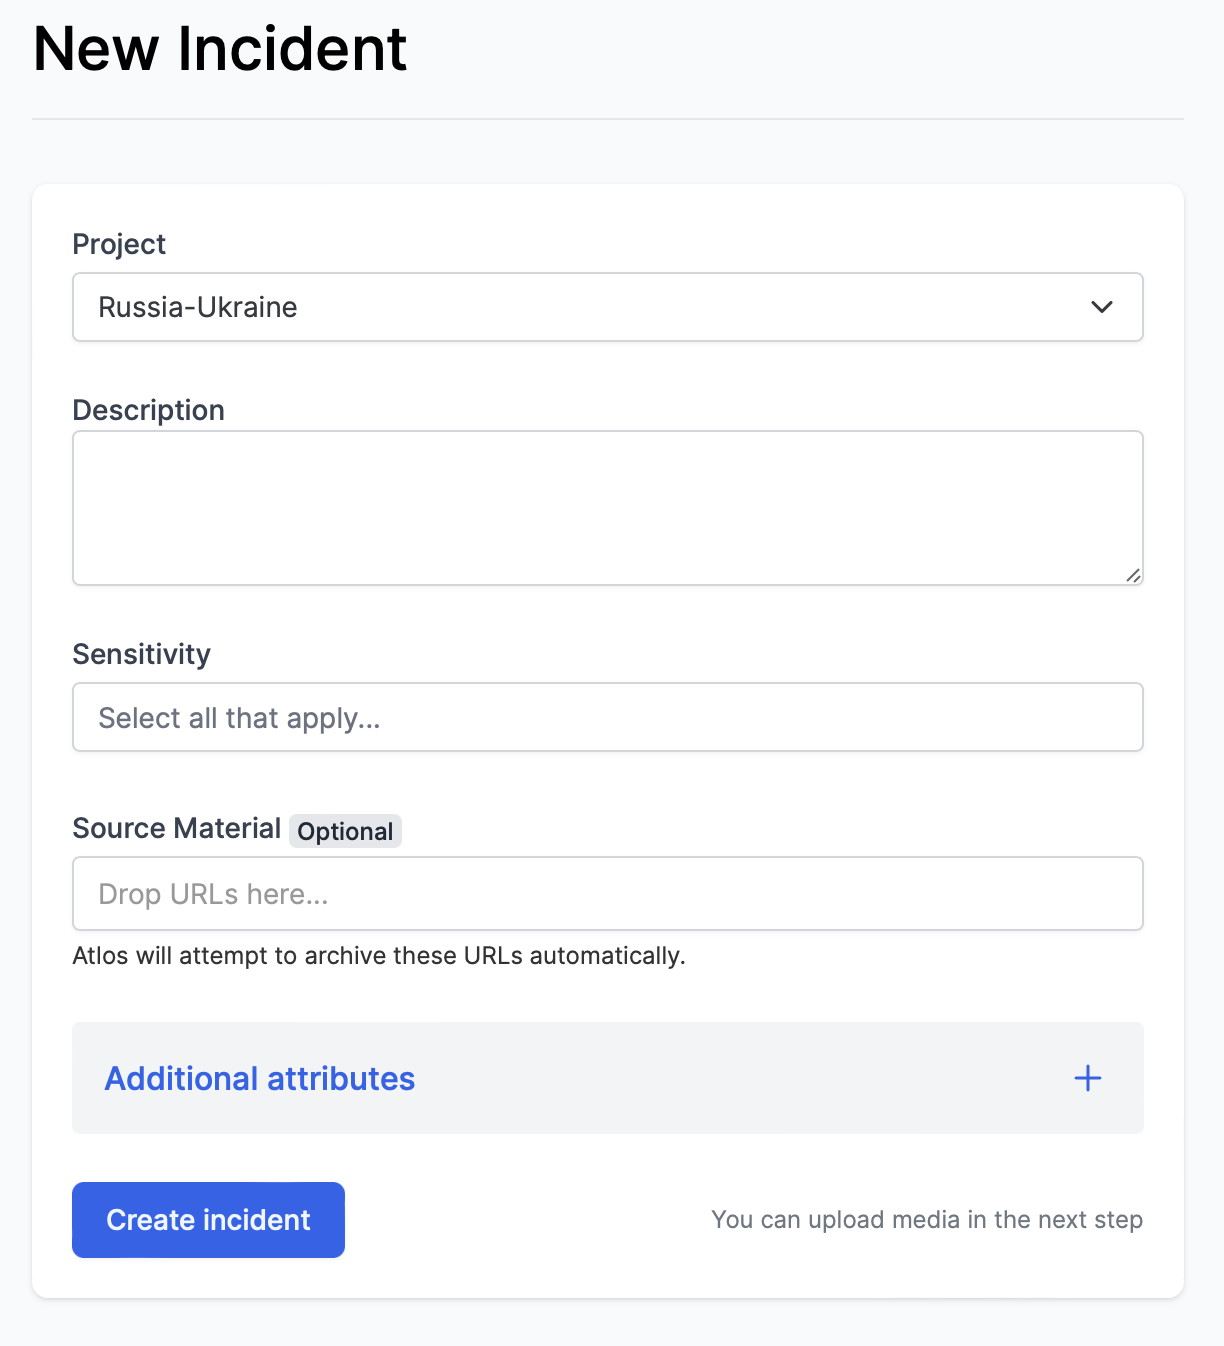 New Incident
Project
Russia-Ukraine
Description
Sensitivity
Select all that apply...
Source Material Optional
Drop URLs here...
Atlos will attempt to archive these URLs automatically.
Additional attributes
Create incident
You can upload media in the next step